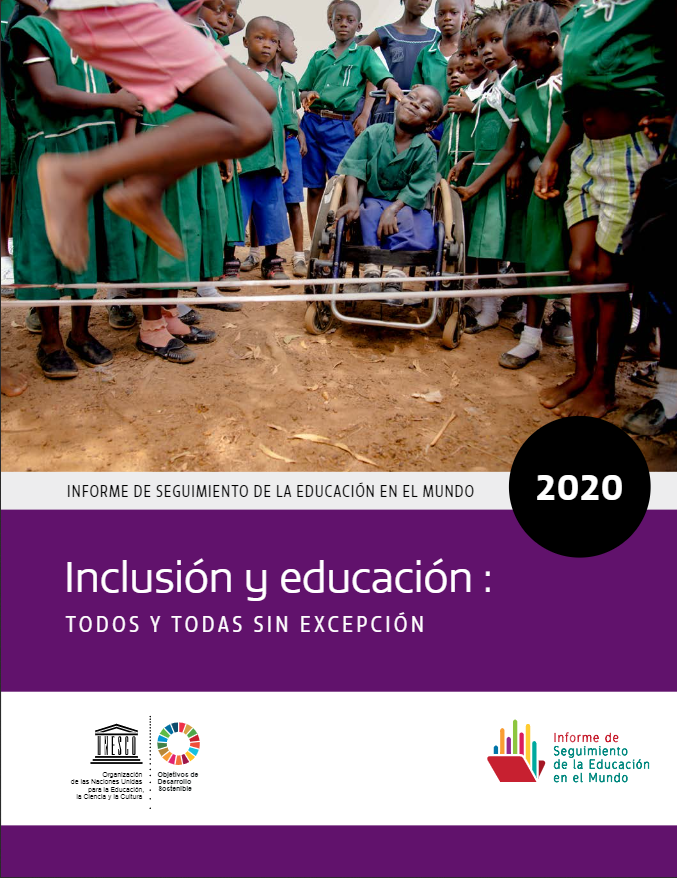 INFORME DE SEGUIMIENTO DE LA EDUCACIÓN EN EL MUNDO
2020
Inclusión y educación :
TODOS Y TODAS SIN EXCEPCIÓN
UNESCO
Organización
de las Naciones Unidas
para la Educación,
la Ciencia y la Cultura
Objetivos de
Desarrollo
Sostenible
Informe de
Seguimiento
de la Educación
en el Mundo